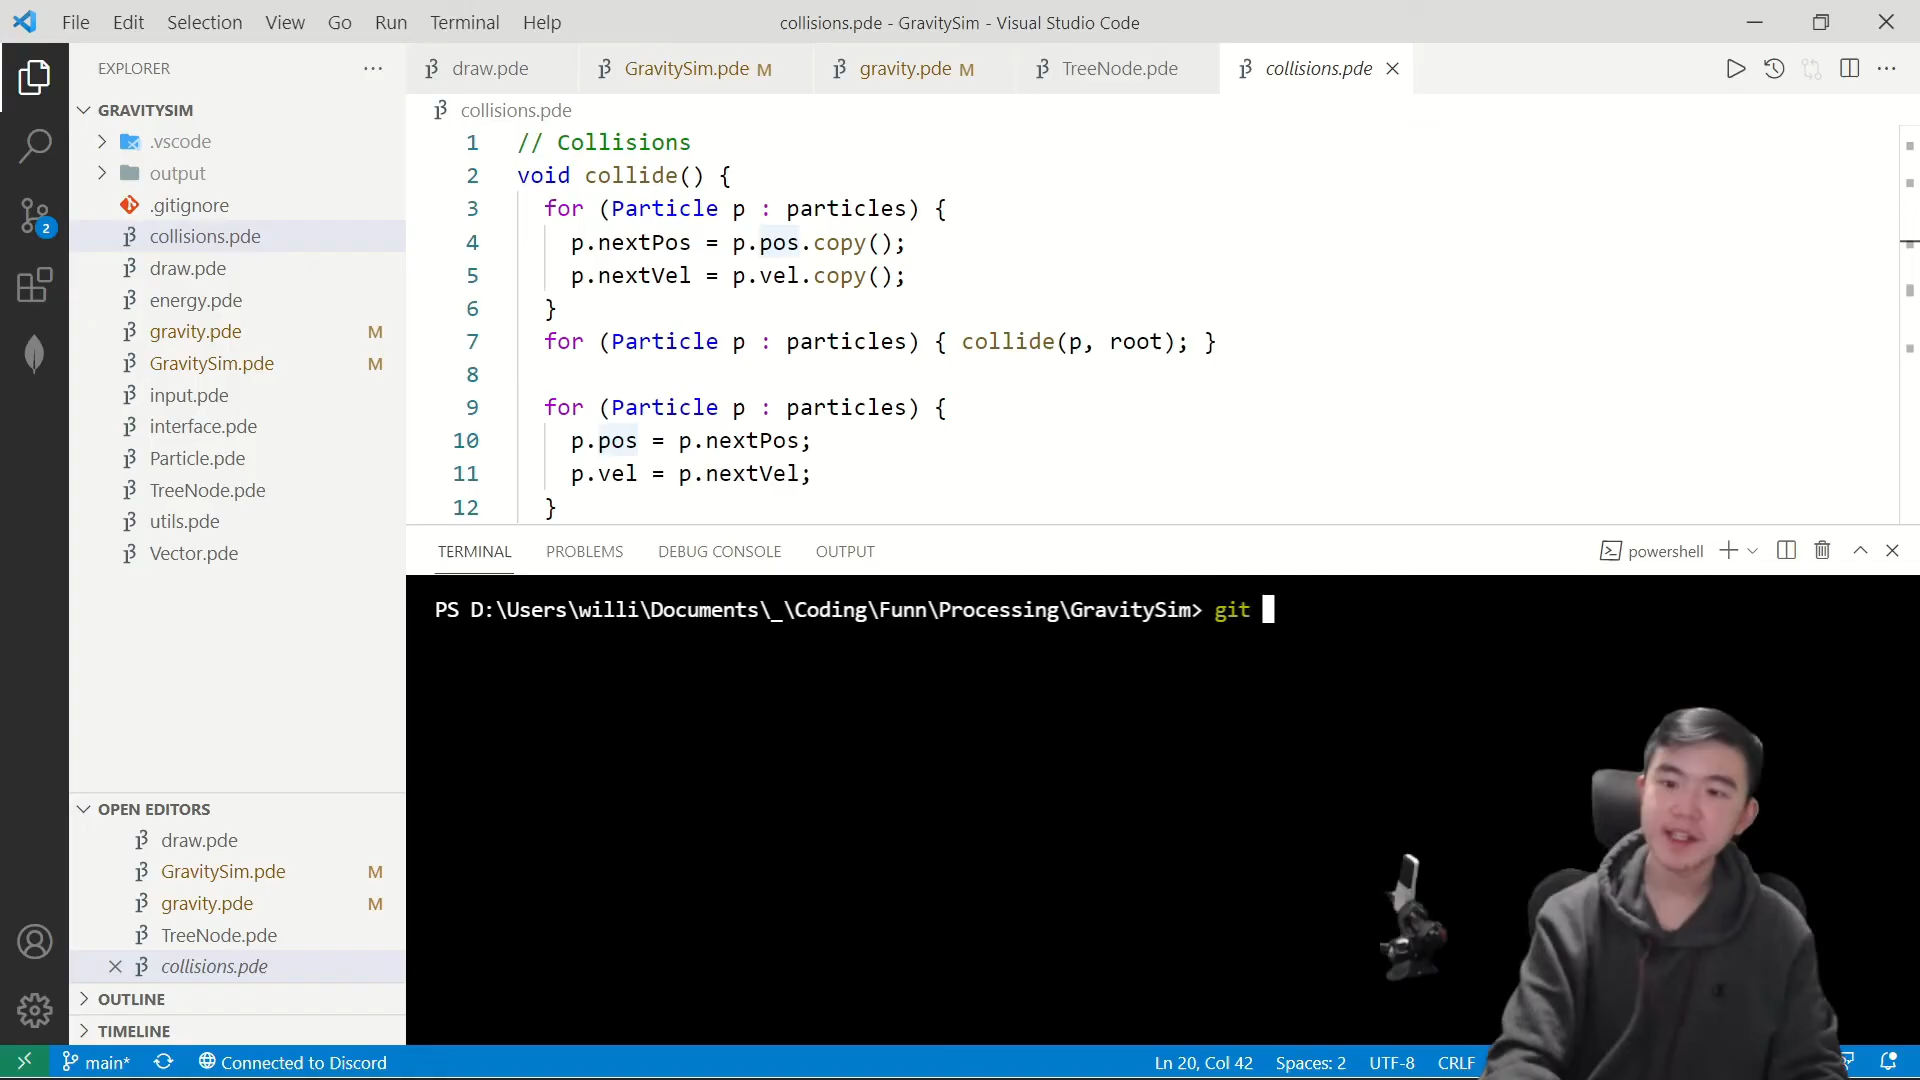 File Edit Selection View Go Run Terminal Help
collisions.pde - GravitySim - Visual Studio Code
EXPLORER
draw.pde
GravitySim.pde M
gravity.pde M
TreeNode.pde
collisions.pde
GRAVITYSIM
.vscode
output
.gitignore
collisions.pde
draw.pde
energy.pde
gravity.pde M
GravitySim.pde M
input.pde
interface.pde
Particle.pde
TreeNode.pde
utils.pde
Vector.pde
2
OPEN EDITORS
draw.pde
GravitySim.pde M
gravity.pde M
TreeNode.pde
collisions.pde
OUTLINE
TIMELINE
collisions.pde
1 // Collisions
2 void collide() {
3 for (Particle p : particles) {
4 p.nextPos = p.pos.copy();
5 p.nextVel = p.vel.copy();
6 }
7 for (Particle p : particles) { collide(p, root); }
8
9 for (Particle p : particles) {
10 p.pos = p.nextPos;
11 p.vel = p.nextVel;
12 }
TERMINAL PROBLEMS DEBUG CONSOLE OUTPUT
powershell
PS D:\Users\willi\Documents\_\Coding\Funn\Processing\GravitySim> git
main* Connected to Discord
Ln 20, Col 42 Spaces: 2 UTF-8 CRLF